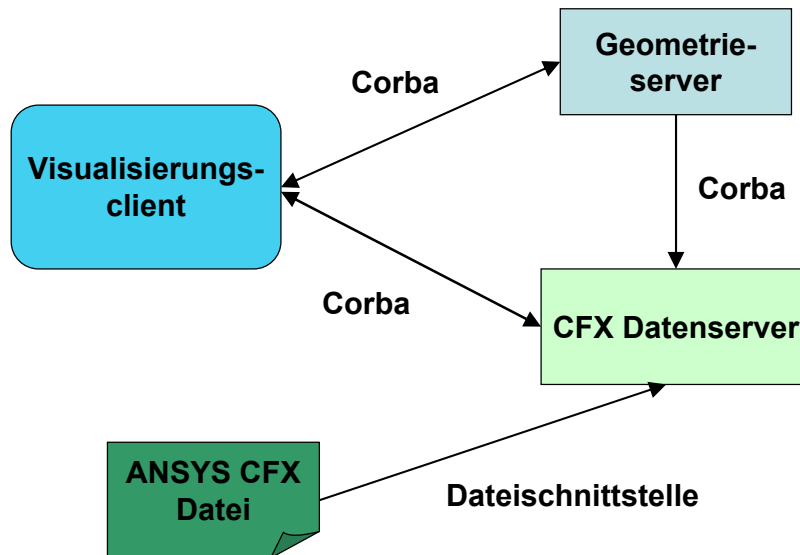 Geometrie-
server
Corba
Visualisierungs-
client
Corba
Corba
CFX Datenserver
ANSYS CFX
Datei
Dateischnittstelle